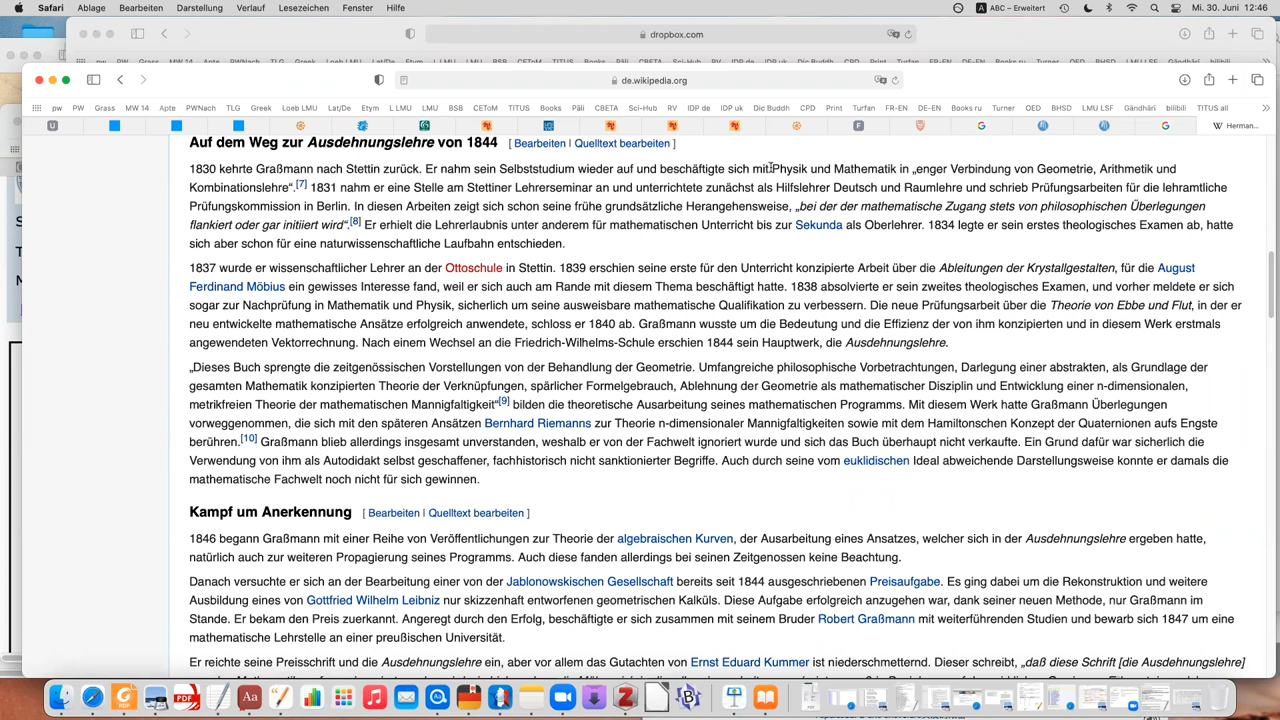 Safari Ablage Bearbeiten Darstellung Verlauf Lesezeichen Fenster Hilfe
ABC – Erweitert Mi. 30. Juni 12:46
dropbox.com
de.wikipedia.org
pw PW Grass MW 14 Apte PWNach TLG Greek Loeb LMU Lat/De Etym L LMU LMU BSB CEToM TITUS Books Pāli CBETA Sci-Hub RV IDP de IDP uk Dic Buddh CPD Print Turfan FR-EN DE-EN Books ru Turner OED BHSD LMU LSF Gāndhārī bilibili TITUS all
Herman...
Auf dem Weg zur Ausdehnungslehre von 1844 [ Bearbeiten | Quelltext bearbeiten ]
1830 kehrte Graßmann nach Stettin zurück. Er nahm sein Selbststudium wieder auf und beschäftigte sich mit Physik und Mathematik in „enger Verbindung von Geometrie, Arithmetik und
Kombinationslehre“.[7] 1831 nahm er eine Stelle am Stettiner Lehrerseminar an und unterrichtete zunächst als Hilfslehrer Deutsch und Raumlehre und schrieb Prüfungsarbeiten für die lehramtliche
Prüfungskommission in Berlin. In diesen Arbeiten zeigt sich schon seine frühe grundsätzliche Herangehensweise, „bei der der mathematische Zugang stets von philosophischen Überlegungen
flankiert oder gar initiiert wird“.[8] Er erhielt die Lehrerlaubnis unter anderem für mathematischen Unterricht bis zur Sekunda als Oberlehrer. 1834 legte er sein erstes theologisches Examen ab, hatte
sich aber schon für eine naturwissenschaftliche Laufbahn entschieden.
1837 wurde er wissenschaftlicher Lehrer an der Ottoschule in Stettin. 1839 erschien seine erste für den Unterricht konzipierte Arbeit über die Ableitungen der Krystallgestalten, für die August
Ferdinand Möbius ein gewisses Interesse fand, weil er sich auch am Rande mit diesem Thema beschäftigt hatte. 1838 absolvierte er sein zweites theologisches Examen, und vorher meldete er sich
sogar zur Nachprüfung in Mathematik und Physik, sicherlich um seine ausweisbare mathematische Qualifikation zu verbessern. Die neue Prüfungsarbeit über die Theorie von Ebbe und Flut, in der er
neu entwickelte mathematische Ansätze erfolgreich anwendete, schloss er 1840 ab. Graßmann wusste um die Bedeutung und die Effizienz der von ihm konzipierten und in diesem Werk erstmals
angewendeten Vektorrechnung. Nach einem Wechsel an die Friedrich-Wilhelms-Schule erschien 1844 sein Hauptwerk, die Ausdehnungslehre.
„Dieses Buch sprengte die zeitgenössischen Vorstellungen von der Behandlung der Geometrie. Umfangreiche philosophische Vorbetrachtungen, Darlegung einer abstrakten, als Grundlage der
gesamten Mathematik konzipierten Theorie der Verknüpfungen, spärlicher Formelgebrauch, Ablehnung der Geometrie als mathematischer Disziplin und Entwicklung einer n-dimensionalen,
metrikfreien Theorie der mathematischen Mannigfaltigkeit“[9] bilden die theoretische Ausarbeitung seines mathematischen Programms. Mit diesem Werk hatte Graßmann Überlegungen
vorweggenommen, die sich mit den späteren Ansätzen Bernhard Riemanns zur Theorie n-dimensionaler Mannigfaltigkeiten sowie mit dem Hamiltonschen Konzept der Quaternionen aufs Engste
berühren.[10] Graßmann blieb allerdings insgesamt unverstanden, weshalb er von der Fachwelt ignoriert wurde und sich das Buch überhaupt nicht verkaufte. Ein Grund dafür war sicherlich die
Verwendung von ihm als Autodidakt selbst geschaffener, fachhistorisch nicht sanktionierter Begriffe. Auch durch seine vom euklidischen Ideal abweichende Darstellungsweise konnte er damals die
mathematische Fachwelt noch nicht für sich gewinnen.
Kampf um Anerkennung [ Bearbeiten | Quelltext bearbeiten ]
1846 begann Graßmann mit einer Reihe von Veröffentlichungen zur Theorie der algebraischen Kurven, der Ausarbeitung eines Ansatzes, welcher sich in der Ausdehnungslehre ergeben hatte,
natürlich auch zur weiteren Propagierung seines Programms. Auch diese fanden allerdings bei seinen Zeitgenossen keine Beachtung.
Danach versuchte er sich an der Bearbeitung einer von der Jablonowskischen Gesellschaft bereits seit 1844 ausgeschriebenen Preisaufgabe. Es ging dabei um die Rekonstruktion und weitere
Ausbildung eines von Gottfried Wilhelm Leibniz nur skizzenhaft entworfenen geometrischen Kalküls. Diese Aufgabe erfolgreich anzugehen war, dank seiner neuen Methode, nur Graßmann im
Stande. Er bekam den Preis zuerkannt. Angeregt durch den Erfolg, beschäftigte er sich zusammen mit seinem Bruder Robert Graßmann mit weiterführenden Studien und bewarb sich 1847 um eine
mathematische Lehrstelle an einer preußischen Universität.
Er reichte seine Preisschrift und die Ausdehnungslehre ein, aber vor allem das Gutachten von Ernst Eduard Kummer ist niederschmetternd. Dieser schreibt, „daß diese Schrift [die Ausdehnungslehre]